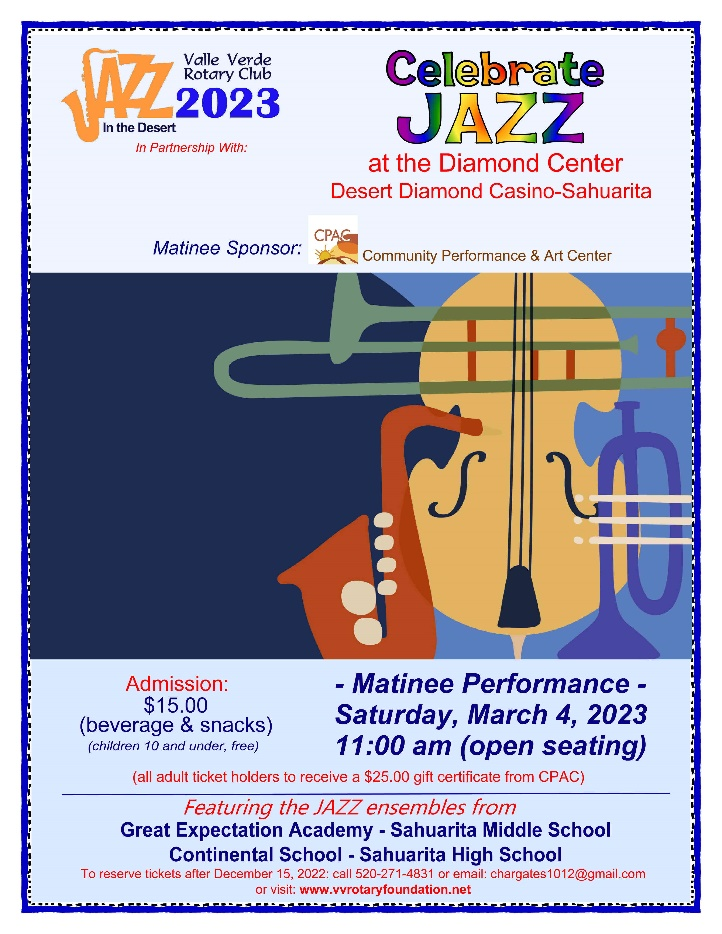 JAZZ
In the Desert
Valle Verde
Rotary Club
2023
In Partnership With:
Celebrate
JAZZ
at the Diamond Center
Desert Diamond Casino-Sahuarita
Matinee Sponsor:
CPAC
Community Performance & Art Center
Admission:
$15.00
(beverage & snacks)
(children 10 and under, free)
- Matinee Performance -
Saturday, March 4, 2023
11:00 am (open seating)
(all adult ticket holders to receive a $25.00 gift certificate from CPAC)
Featuring the JAZZ ensembles from
Great Expectation Academy - Sahuarita Middle School
Continental School - Sahuarita High School
To reserve tickets after December 15, 2022: call 520-271-4831 or email: chargates1012@gmail.com
or visit: www.vvrotaryfoundation.net